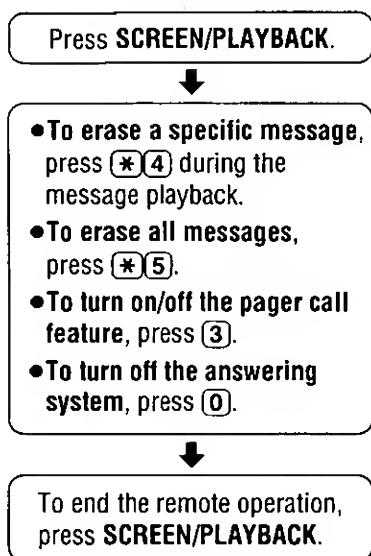 Press SCREEN/PLAYBACK.
●To erase a specific message,
press *4 during the
message playback.
●To erase all messages,
press *5.
●To turn on/off the pager call
feature, press 3.
●To turn off the answering
system, press 0.
To end the remote operation,
press SCREEN/PLAYBACK.